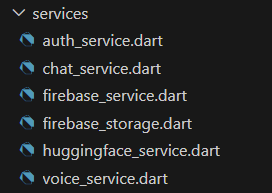 services
auth_service.dart
chat_service.dart
firebase_service.dart
firebase_storage.dart
huggingface_service.dart
voice_service.dart